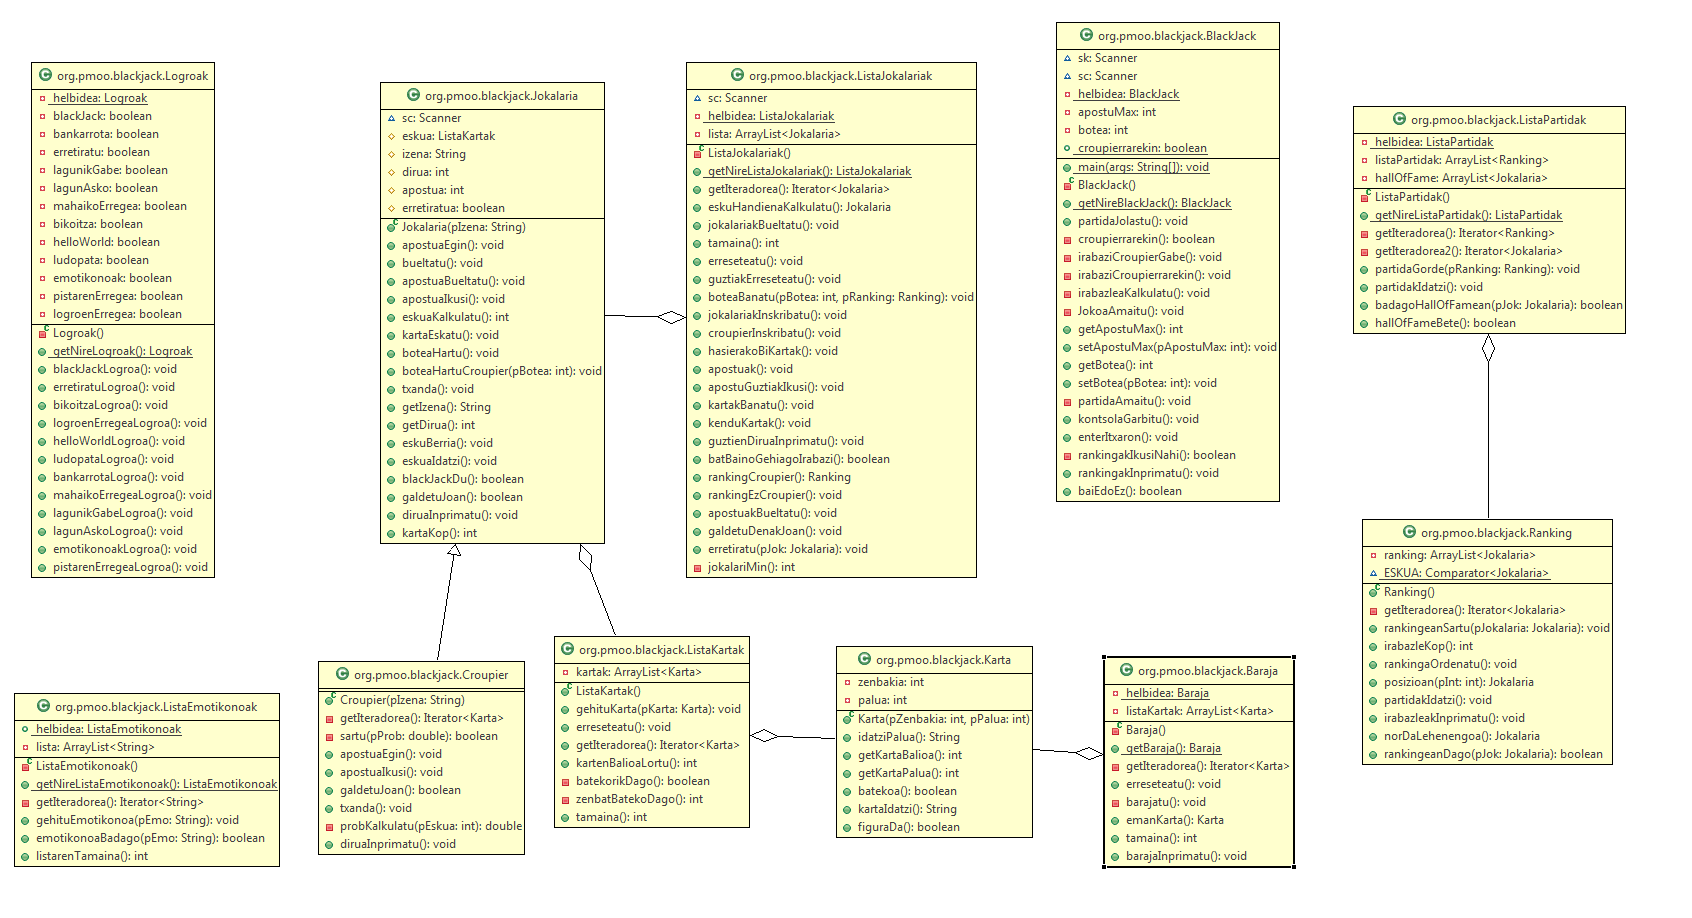 org.pmoo.blackjack.Logroak
helbidea: Logroak
blackJack: boolean
bankarrota: boolean
erretiratu: boolean
lagunikGabe: boolean
lagunAsko: boolean
mahaikoErregea: boolean
bikoitza: boolean
helloWorld: boolean
ludopata: boolean
emotikonoak: boolean
pistarenErregea: boolean
logroenErregea: boolean
Logroak()
getNireLogroak(): Logroak
blackJackLogroa(): void
erretiratuLogroa(): void
bikoitzaLogroa(): void
logroenErregeaLogroa(): void
helloWorldLogroa(): void
ludopataLogroa(): void
bankarrotaLogroa(): void
mahaikoErregeaLogroa(): void
lagunikGabeLogroa(): void
lagunAskoLogroa(): void
emotikonoakLogroa(): void
pistarenErregeaLogroa(): void
org.pmoo.blackjack.Jokalaria
sc: Scanner
eskua: ListaKartak
izena: String
dirua: int
apostua: int
erretiratua: boolean
Jokalaria(pIzena: String)
apostuaEgin(): void
bueltatu(): void
apostuaBueltatu(): void
apostuaIkusi(): void
eskuaKalkulatu(): int
kartaEskatu(): void
boteaHartu(): void
boteaHartuCroupier(pBotea: int): void
txanda(): void
getIzena(): String
getDirua(): int
eskuBerria(): void
eskuaIdatzi(): void
blackJackDu(): boolean
galdetuJoan(): boolean
diruaInprimatu(): void
kartaKop(): int
org.pmoo.blackjack.ListaJokalariak
sc: Scanner
helbidea: ListaJokalariak
lista: ArrayList<Jokalaria>
ListaJokalariak()
getNireListaJokalariak(): ListaJokalariak
getIteradorea(): Iterator<Jokalaria>
eskuHandienaKalkulatu(): Jokalaria
jokalariakBueltatu(): void
tamaina(): int
erreseteatu(): void
guztiakErreseteatu(): void
boteaBanatu(pBotea: int, pRanking: Ranking): void
jokalariakInskribatu(): void
croupierInskribatu(): void
hasierakoBiKartak(): void
apostuak(): void
apostuGuztiakIkusi(): void
kartakBanatu(): void
kenduKartak(): void
guztienDiruaInprimatu(): void
batBainoGehiagoIrabazi(): boolean
rankingCroupier(): Ranking
rankingEzCroupier(): void
apostuakBueltatu(): void
galdetuDenakJoan(): void
erretiratu(pJok: Jokalaria): void
jokalariMin(): int
org.pmoo.blackjack.BlackJack
sk: Scanner
sc: Scanner
helbidea: BlackJack
apostuMax: int
botea: int
croupierrarekin: boolean
main(args: String[]): void
BlackJack()
getNireBlackJack(): BlackJack
partidaJolastu(): void
croupierrarekin(): boolean
irabaziCroupierGabe(): void
irabaziCroupierrarekin(): void
irabazleaKalkulatu(): void
JokoaAmaitu(): void
getApostuMax(): int
setApostuMax(pApostuMax: int): void
getBotea(): int
setBotea(pBotea: int): void
partidaAmaitu(): void
kontsolaGarbitu(): void
enterItxaron(): void
rankingakIkusiNahi(): boolean
rankingakInprimatu(): void
baiEdoEz(): boolean
org.pmoo.blackjack.ListaPartidak
helbidea: ListaPartidak
listaPartidak: ArrayList<Ranking>
hallOfFame: ArrayList<Jokalaria>
ListaPartidak()
getNireListaPartidak(): ListaPartidak
getIteradorea(): Iterator<Ranking>
getIteradorea2(): Iterator<Jokalaria>
partidaGorde(pRanking: Ranking): void
partidakIdatzi(): void
badagoHallOfFamean(pJok: Jokalaria): boolean
hallOfFameBete(): boolean
org.pmoo.blackjack.Ranking
ranking: ArrayList<Jokalaria>
ESKUA: Comparator<Jokalaria>
Ranking()
getIteradorea(): Iterator<Jokalaria>
rankingeanSartu(pJokalaria: Jokalaria): void
irabazleKop(): int
rankingaOrdenatu(): void
posizioan(pInt: int): Jokalaria
partidakIdatzi(): void
irabazleakInprimatu(): void
norDaLehenengoa(): Jokalaria
rankingeanDago(pJok: Jokalaria): boolean
org.pmoo.blackjack.ListaEmotikonoak
helbidea: ListaEmotikonoak
lista: ArrayList<String>
ListaEmotikonoak()
getNireListaEmotikonoak(): ListaEmotikonoak
getIteradorea(): Iterator<String>
gehituEmotikonoa(pEmo: String): void
emotikonoaBadago(pEmo: String): boolean
listarenTamaina(): int
org.pmoo.blackjack.Croupier
Croupier(pIzena: String)
getIteradorea(): Iterator<Karta>
sartu(pProb: double): boolean
apostuaEgin(): void
apostuaIkusi(): void
galdetuJoan(): boolean
txanda(): void
probKalkulatu(pEskua: int): double
diruaInprimatu(): void
org.pmoo.blackjack.ListaKartak
kartak: ArrayList<Karta>
ListaKartak()
gehituKarta(pKarta: Karta): void
erreseteatu(): void
getIteradorea(): Iterator<Karta>
kartenBalioaLortu(): int
batekorikDago(): boolean
zenbatBatekoDago(): int
tamaina(): int
org.pmoo.blackjack.Karta
zenbakia: int
palua: int
Karta(pZenbakia: int, pPalua: int)
idatziPalua(): String
getKartaBalioa(): int
getKartaPalua(): int
batekoa(): boolean
kartaIdatzi(): String
figuraDa(): boolean
org.pmoo.blackjack.Baraja
helbidea: Baraja
listaKartak: ArrayList<Karta>
Baraja()
getBaraja(): Baraja
getIteradorea(): Iterator<Karta>
erreseteatu(): void
barajatu(): void
emanKarta(): Karta
tamaina(): int
barajaInprimatu(): void